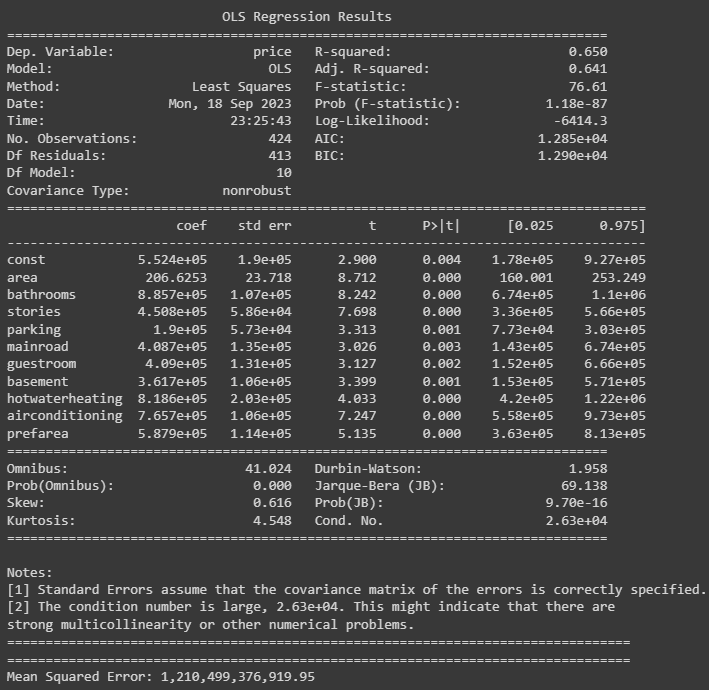 OLS Regression Results
==============================================================================
Dep. Variable: price R-squared: 0.650
Model: OLS Adj. R-squared: 0.641
Method: Least Squares F-statistic: 76.61
Date: Mon, 18 Sep 2023 Prob (F-statistic): 1.18e-87
Time: 23:25:43 Log-Likelihood: -6414.3
No. Observations: 424 AIC: 1.285e+04
Df Residuals: 413 BIC: 1.290e+04
Df Model: 10
Covariance Type: nonrobust
===================================================================================
coef std err t P>|t| [0.025 0.975]
-----------------------------------------------------------------------------------
const 5.524e+05 1.9e+05 2.900 0.004 1.78e+05 9.27e+05
area 206.6253 23.718 8.712 0.000 160.001 253.249
bathrooms 8.857e+05 1.07e+05 8.242 0.000 6.74e+05 1.1e+06
stories 4.508e+05 5.86e+04 7.698 0.000 3.36e+05 5.66e+05
parking 1.9e+05 5.73e+04 3.313 0.001 7.73e+04 3.03e+05
mainroad 4.087e+05 1.35e+05 3.026 0.003 1.43e+05 6.74e+05
guestroom 4.09e+05 1.31e+05 3.127 0.002 1.52e+05 6.66e+05
basement 3.617e+05 1.06e+05 3.399 0.001 1.53e+05 5.71e+05
hotwaterheating 8.186e+05 2.03e+05 4.033 0.000 4.2e+05 1.22e+06
airconditioning 7.657e+05 1.06e+05 7.247 0.000 5.58e+05 9.73e+05
prefarea 5.879e+05 1.14e+05 5.135 0.000 3.63e+05 8.13e+05
==============================================================================
Omnibus: 41.024 Durbin-Watson: 1.958
Prob(Omnibus): 0.000 Jarque-Bera (JB): 69.138
Skew: 0.616 Prob(JB): 9.70e-16
Kurtosis: 4.548 Cond. No. 2.63e+04
==============================================================================
Notes:
[1] Standard Errors assume that the covariance matrix of the errors is correctly specified.
[2] The condition number is large, 2.63e+04. This might indicate that there are
strong multicollinearity or other numerical problems.
=================================================================================
=================================================================================
Mean Squared Error: 1,210,499,376,919.95